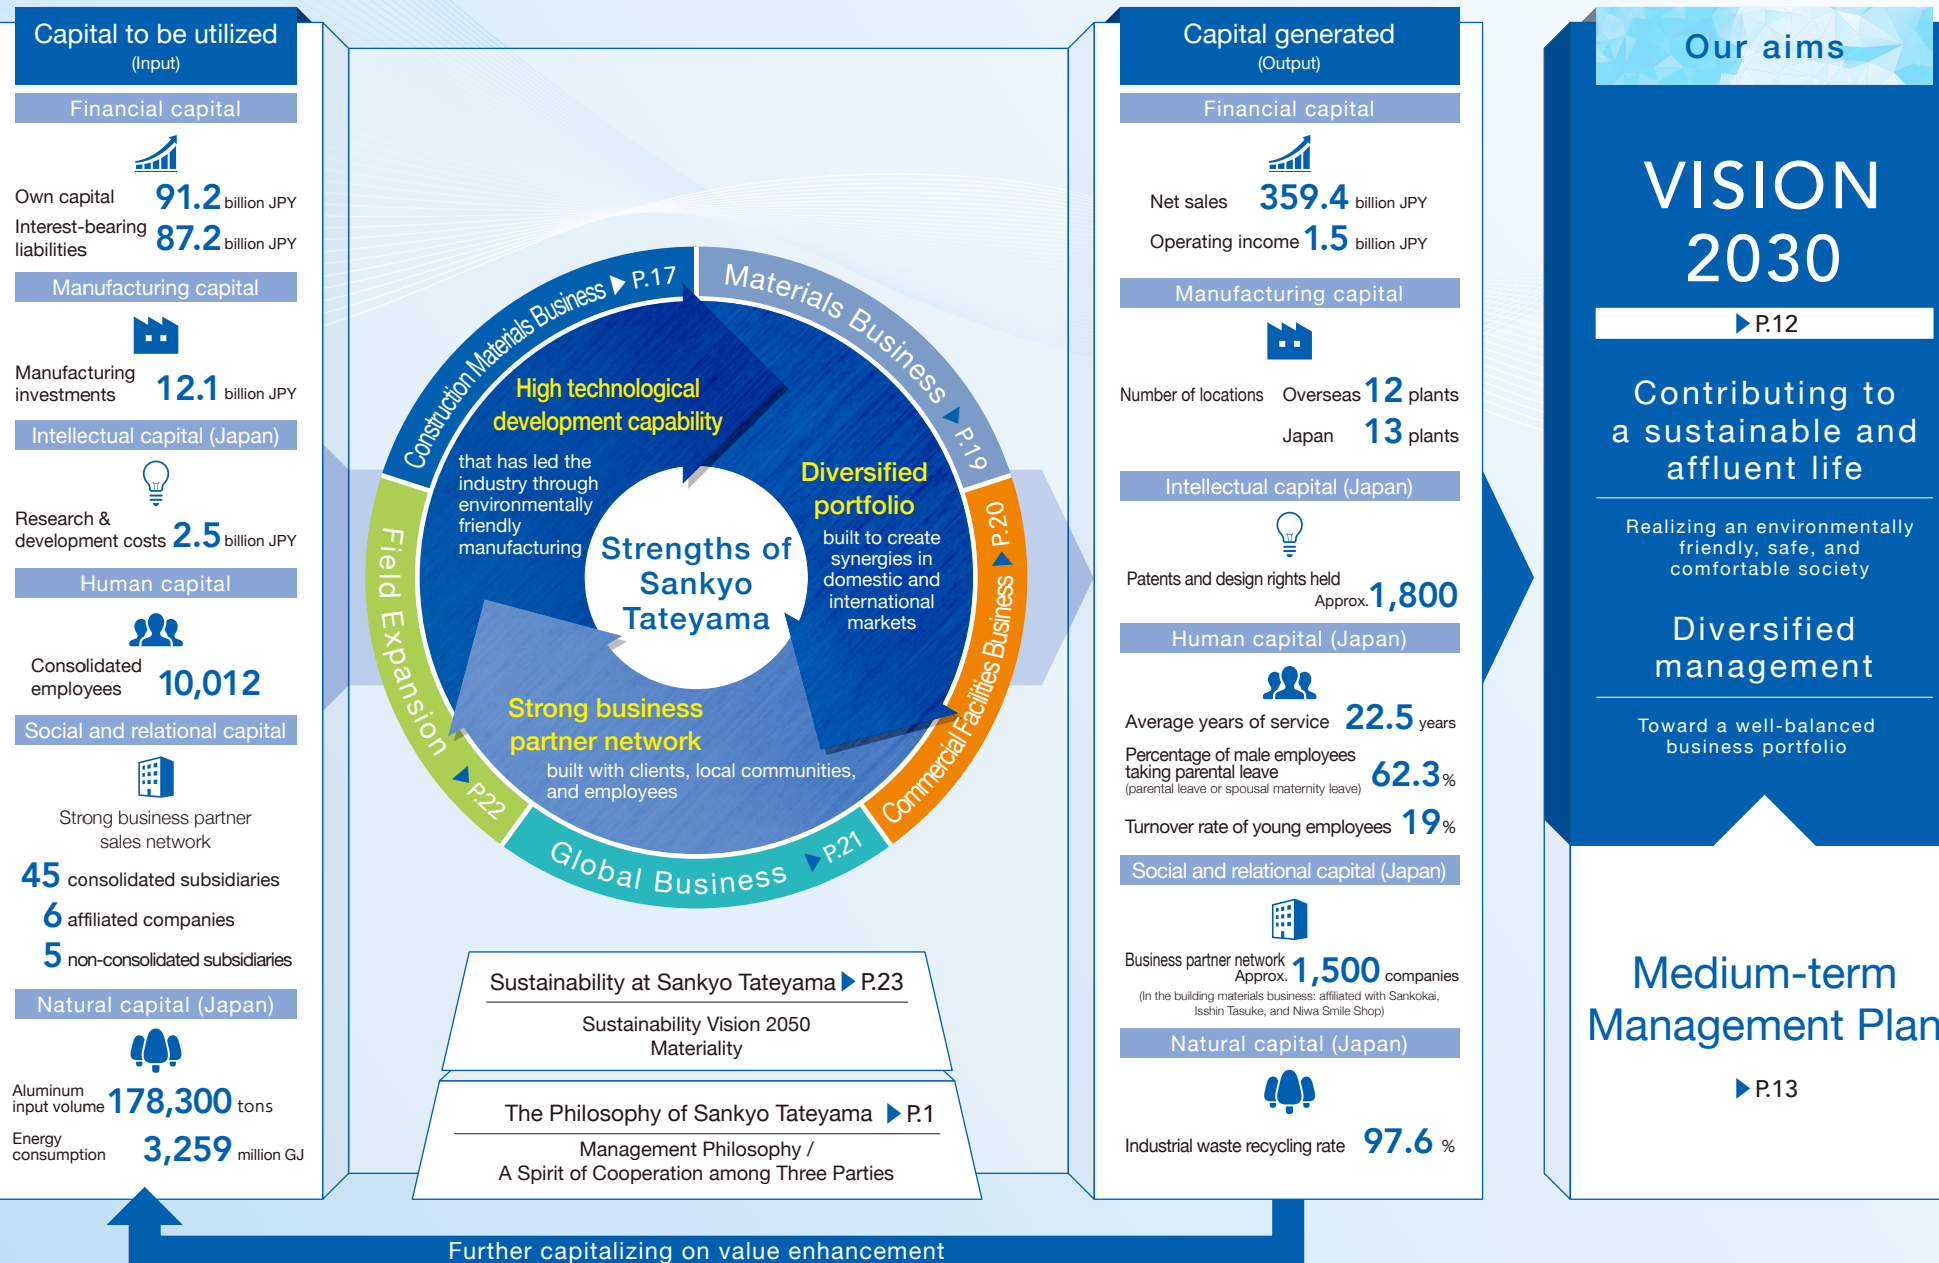 Capital to be utilized
(Input)
Financial capital
Own capital 91.2 billion JPY
Interest-bearing
liabilities 87.2 billion JPY
Manufacturing capital
Manufacturing
investments 12.1 billion JPY
Intellectual capital (Japan)
Research &
development costs 2.5 billion JPY
Human capital
Consolidated
employees 10,012
Social and relational capital
Strong business partner
sales network
45 consolidated subsidiaries
6 affiliated companies
5 non-consolidated subsidiaries
Natural capital (Japan)
Aluminum
input volume 178,300 tons
Energy
consumption 3,259 million GJ
Construction Materials Business ▶ P.17
Materials Business ▶ P.19
Commercial Facilities Business ▶ P.20
Global Business ▶ P.21
Field Expansion ▶ P.22
High technological
development capability
that has led the
industry through
environmentally
friendly
manufacturing
Diversified
portfolio
built to create
synergies in
domestic and
international
markets
Strong business
partner network
built with clients, local communities,
and employees
Strengths of
Sankyo
Tateyama
Sustainability at Sankyo Tateyama ▶ P.23
Sustainability Vision 2050
Materiality
The Philosophy of Sankyo Tateyama ▶ P.1
Management Philosophy /
A Spirit of Cooperation among Three Parties
Further capitalizing on value enhancement
Capital generated
(Output)
Financial capital
Net sales 359.4 billion JPY
Operating income 1.5 billion JPY
Manufacturing capital
Number of locations Overseas 12 plants
Japan 13 plants
Intellectual capital (Japan)
Patents and design rights held
Approx. 1,800
Human capital (Japan)
Average years of service 22.5 years
Percentage of male employees
taking parental leave
(parental leave or spousal maternity leave) 62.3%
Turnover rate of young employees 19%
Social and relational capital (Japan)
Business partner network
Approx. 1,500 companies
(In the building materials business: affiliated with Sankokai,
Isshin Tasuke, and Niwa Smile Shop)
Natural capital (Japan)
Industrial waste recycling rate 97.6 %
Our aims
VISION
2030
▶ P.12
Contributing to
a sustainable and
affluent life
Realizing an environmentally
friendly, safe, and
comfortable society
Diversified
management
Toward a well-balanced
business portfolio
Medium-term
Management Plan
▶ P.13